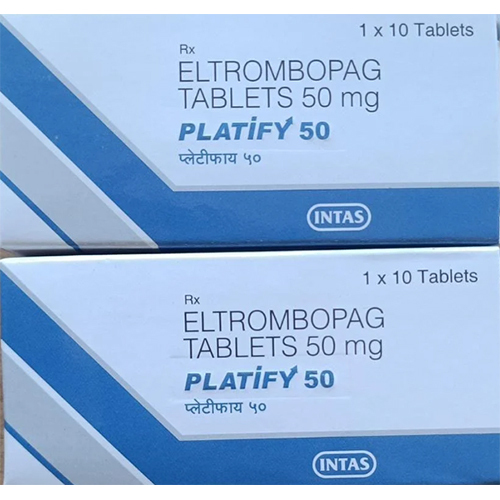 1 x 10 Tablets
Rx
ELTROMBOPAG
TABLETS 50 mg
PLATiFY 50
प्लेटीफाय ५०
INTAS
1 x 10 Tablets
Rx
ELTROMBOPAG
TABLETS 50 mg
PLATiFY 50
प्लेटीफाय ५०
INTAS